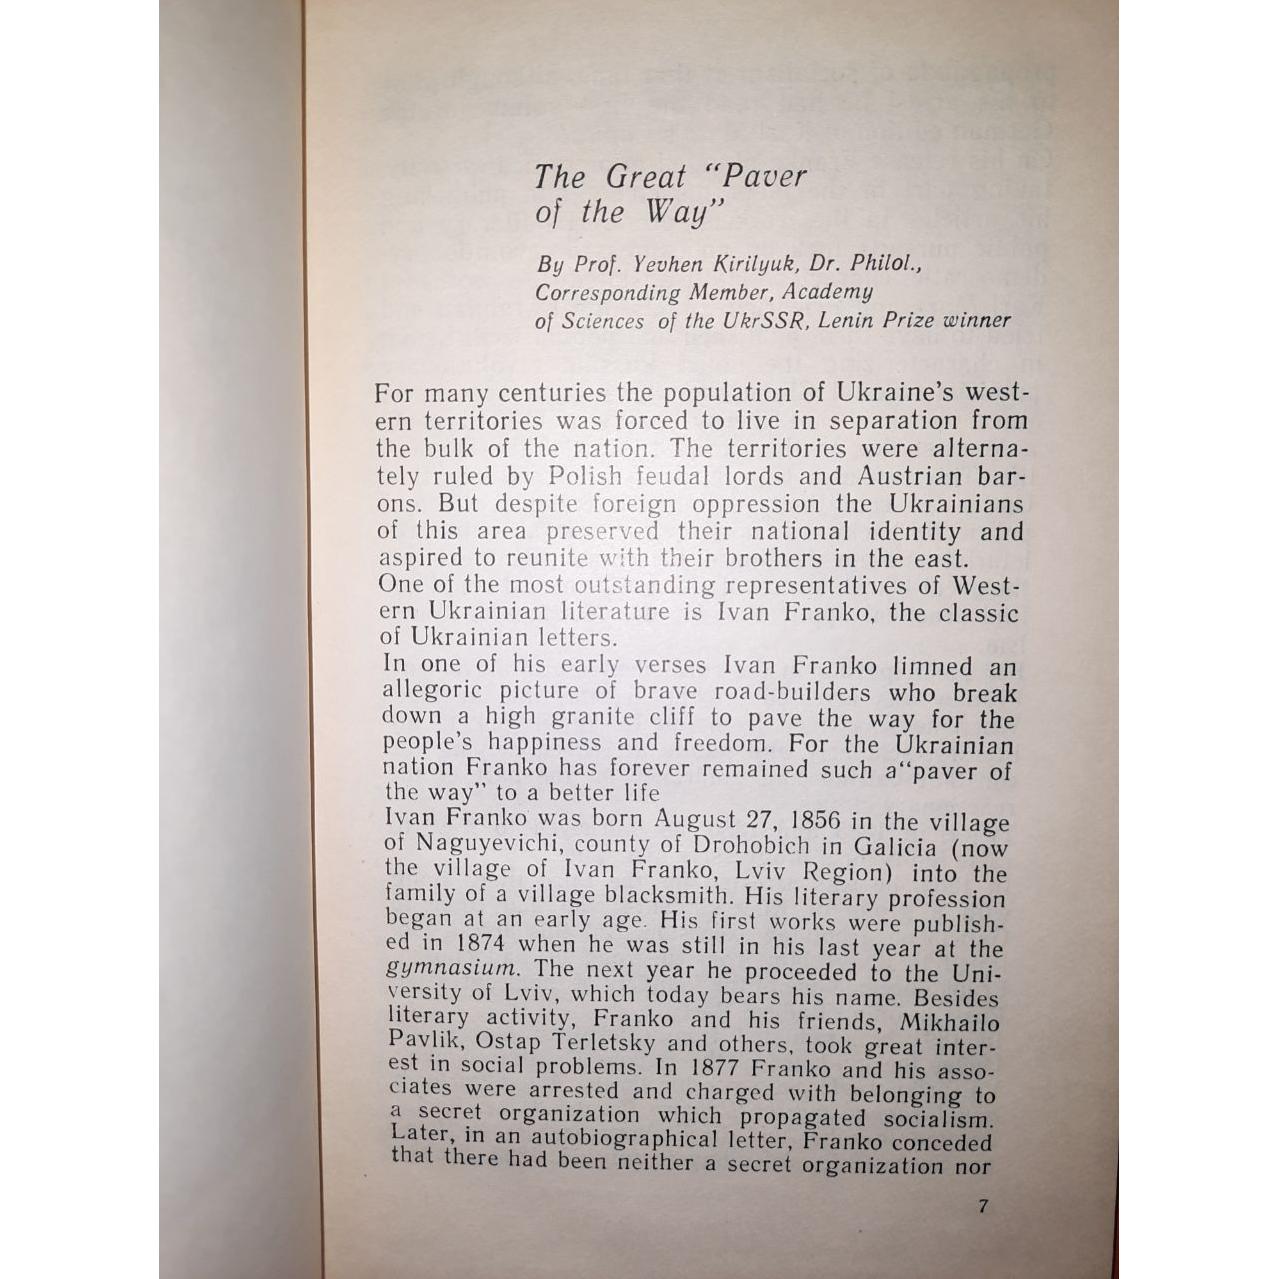 The Great “Paver
of the Way”
By Prof. Yevhen Kirilyuk, Dr. Philol.,
Corresponding Member, Academy
of Sciences of the UkrSSR, Lenin Prize winner
For many centuries the population of Ukraine’s west-
ern territories was forced to live in separation from
the bulk of the nation. The territories were alterna-
tely ruled by Polish feudal lords and Austrian bar-
ons. But despite foreign oppression the Ukrainians
of this area preserved their national identity and
aspired to reunite with their brothers in the east.
One of the most outstanding representatives of West-
ern Ukrainian literature is Ivan Franko, the classic
of Ukrainian letters.
In one of his early verses Ivan Franko limned an
allegoric picture of brave road-builders who break
down a high granite cliff to pave the way for the
people’s happiness and freedom. For the Ukrainian
nation Franko has forever remained such a“paver of
the way” to a better life
Ivan Franko was born August 27, 1856 in the village
of Naguyevichi, county of Drohobich in Galicia (now
the village of Ivan Franko, Lviv Region) into the
family of a village blacksmith. His literary profession
began at an early age. His first works were publish-
ed in 1874 when he was still in his last year at the
gymnasium. The next year he proceeded to the Uni-
versity of Lviv, which today bears his name. Besides
literary activity, Franko and his friends, Mikhailo
Pavlik, Ostap Terletsky and others, took great inter-
est in social problems. In 1877 Franko and his asso-
ciates were arrested and charged with belonging to
a secret organization which propagated socialism.
Later, in an autobiographical letter, Franko conceded
that there had been neither a secret organization nor
7